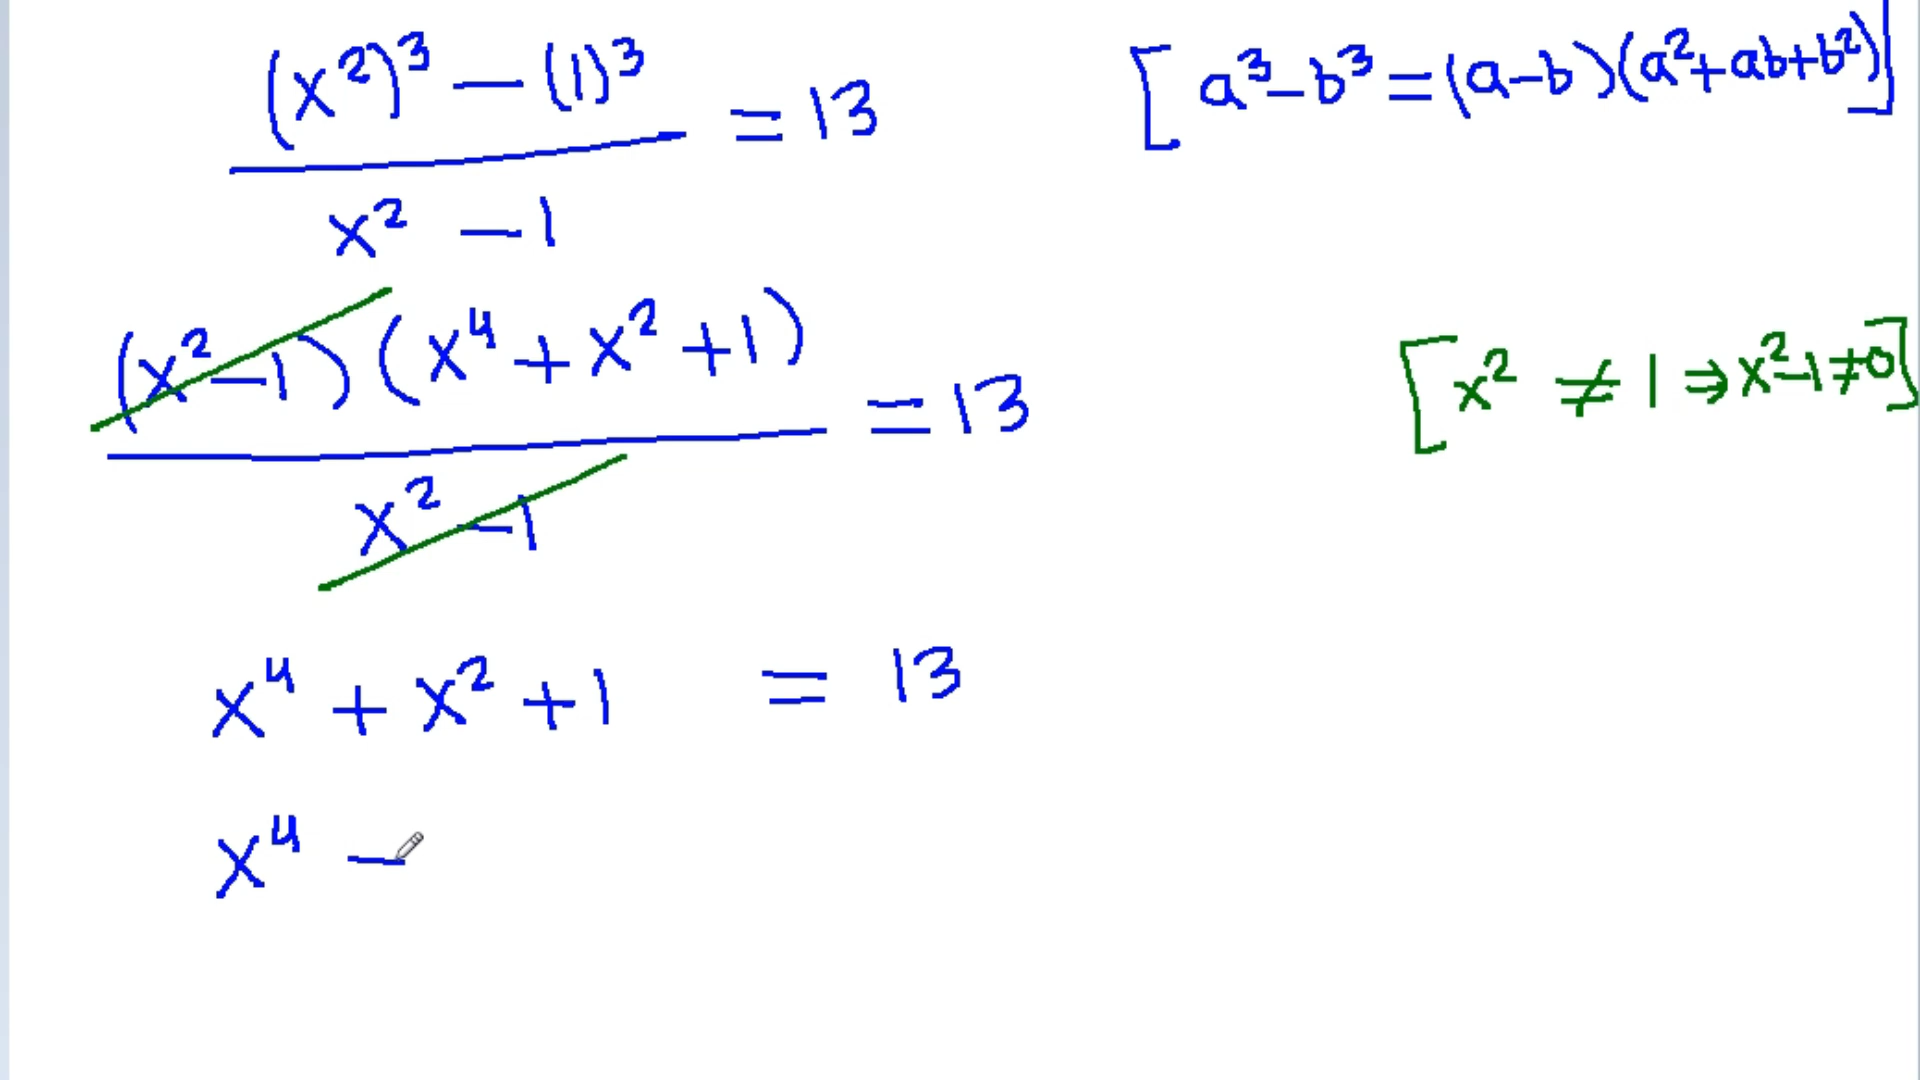 (x²)³ – (1)³ = 13 [a³–b³ = (a–b)(a²+ab+b²)]
x² – 1
(x² – 1)(x⁴ + x² + 1) = 13 [x² ≠ 1 ⇒ x²–1≠0]
x² – 1
x⁴ + x² + 1 = 13
x⁴ –